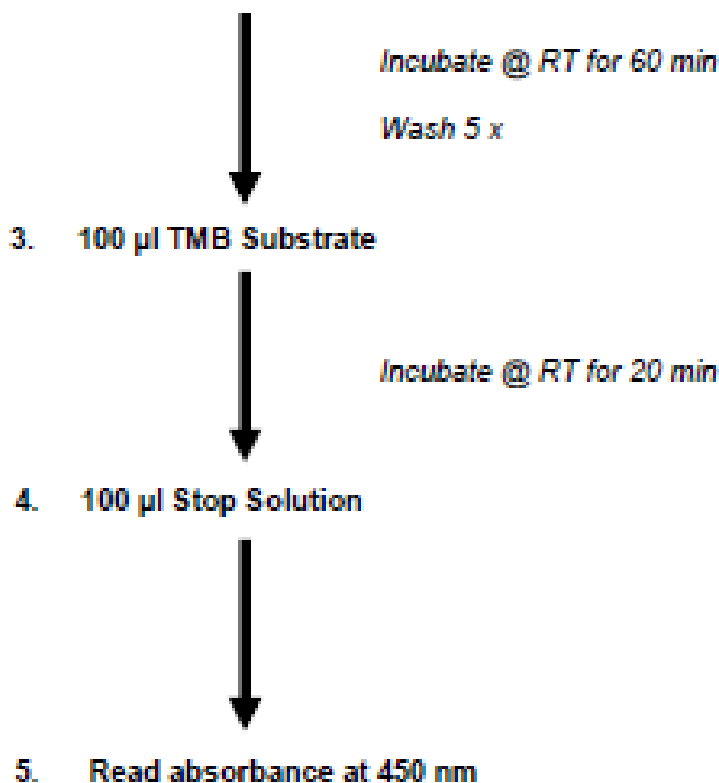 Incubate @ RT for 60 min
Wash 5 x
3. 100 µl TMB Substrate
Incubate @ RT for 20 min
4. 100 µl Stop Solution
5. Read absorbance at 450 nm